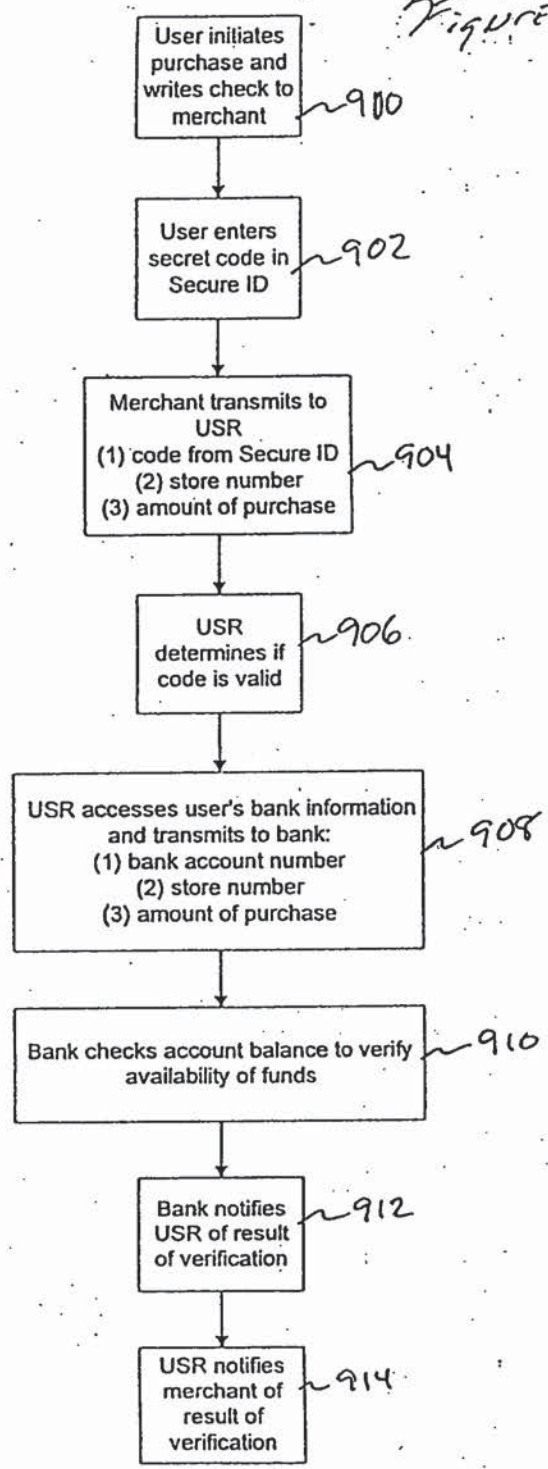 Figure
User initiates
purchase and
writes check to
merchant
900
User enters
secret code in
Secure ID
902
Merchant transmits to
USR
(1) code from Secure ID
(2) store number
(3) amount of purchase
904
USR
determines if
code is valid
906
USR accesses user's bank information
and transmits to bank:
(1) bank account number
(2) store number
(3) amount of purchase
908
Bank checks account balance to verify
availability of funds
910
Bank notifies
USR of result
of verification
912
USR notifies
merchant of
result of
verification
914